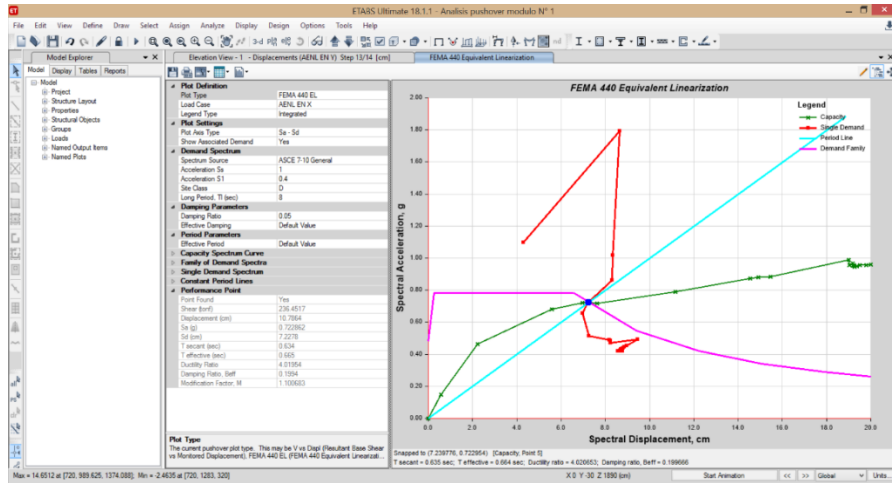 ETABS Ultimate 18.1.1 - Analisis pushover modulo N° 1
File Edit View Define Draw Select Assign Analyze Display Design Options Tools Help
Model Explorer
Elevation View - 1 - Displacements (AENL EN Y) Step 13/14 [cm]
FEMA 440 Equivalent Linearization
Model Display Tables Reports
Model
Project
Structure Layout
Properties
Structural Objects
Groups
Loads
Named Output Items
Named Plots
Plot Definition
Plot Type FEMA 440 EL
Load Case AENL EN X
Legend Type Integrated
Plot Settings
Plot Axis Type Sa - Sd
Show Associated Demand Yes
Demand Spectrum
Spectrum Source ASCE 7-10 General
Acceleration Ss 1
Acceleration S1 0.4
Site Class D
Long Period, Tl (sec) 8
Damping Parameters
Damping Ratio 0.05
Effective Damping Default Value
Period Parameters
Effective Period Default Value
Capacity Spectrum Curve
Family of Demand Spectra
Single Demand Spectrum
Constant Period Lines
Performance Point
Point Found Yes
Shear (tonf) 236.4517
Displacement (cm) 10.7864
Sa (g) 0.722862
Sd (cm) 7.2278
T secant (sec) 0.634
T effective (sec) 0.665
Ductility Ratio 4.01954
Damping Ratio, Beff 0.1994
Modification Factor, M 1.100683
Plot Type
The current pushover plot type. This may be V vs Displ (Resultant Base Shear
vs Monitored Displacement), FEMA 440 EL (FEMA 440 Equivalent Linearizati...
FEMA 440 Equivalent Linearization
Legend
Capacity
Single Demand
Period Line
Demand Family
Spectral Acceleration, g
2.00
1.80
1.60
1.40
1.20
1.00
0.80
0.60
0.40
0.20
0.00
0.0 2.0 4.0 6.0 8.0 10.0 12.0 14.0 16.0 18.0 20.0
Spectral Displacement, cm
Snapped to (7.239776, 0.722954) [Capacity, Point 5]
T secant = 0.635 sec; T effective = 0.664 sec; Ductility ratio = 4.020653; Damping ratio, Beff = 0.199666
Max = 14.6512 at [720, 989.625, 1374.088]; Min = -2.4635 at [720, 1283, 320]
X 0 Y -30 Z 1890 (cm)
Start Animation
<< >>
Global
Units...